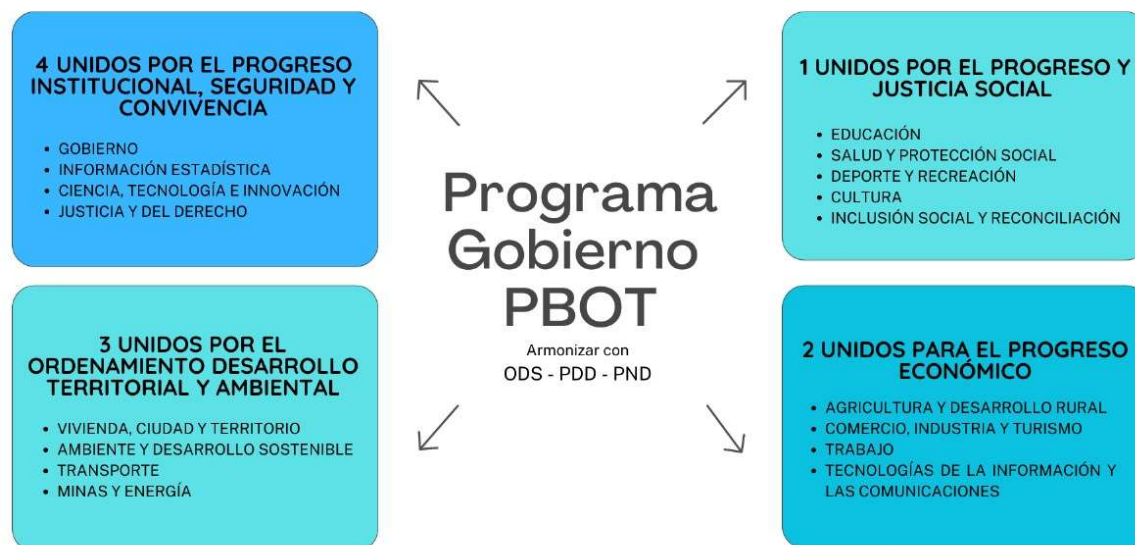 4 UNIDOS POR EL PROGRESO
INSTITUCIONAL, SEGURIDAD Y
CONVIVENCIA
• GOBIERNO
• INFORMACIÓN ESTADÍSTICA
• CIENCIA, TECNOLOGÍA E INNOVACIÓN
• JUSTICIA Y DEL DERECHO
1 UNIDOS POR EL PROGRESO Y
JUSTICIA SOCIAL
• EDUCACIÓN
• SALUD Y PROTECCIÓN SOCIAL
• DEPORTE Y RECREACIÓN
• CULTURA
• INCLUSIÓN SOCIAL Y RECONCILIACIÓN
Programa
Gobierno
PBOT
Armonizar con
ODS - PDD - PND
3 UNIDOS POR EL
ORDENAMIENTO DESARROLLO
TERRITORIAL Y AMBIENTAL
• VIVIENDA, CIUDAD Y TERRITORIO
• AMBIENTE Y DESARROLLO SOSTENIBLE
• TRANSPORTE
• MINAS Y ENERGÍA
2 UNIDOS PARA EL PROGRESO
ECONÓMICO
• AGRICULTURA Y DESARROLLO RURAL
• COMERCIO, INDUSTRIA Y TURISMO
• TRABAJO
• TECNOLOGÍAS DE LA INFORMACIÓN Y
LAS COMUNICACIONES